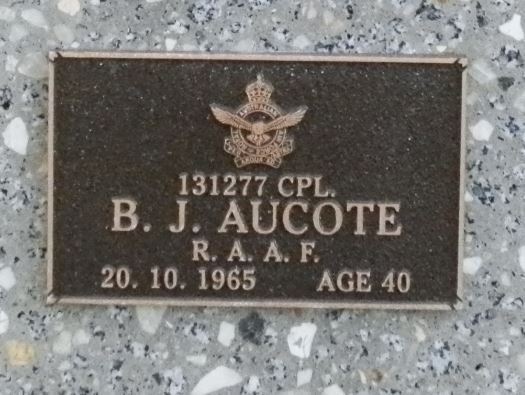 131277 CPL.
B. J. AUCOTE
R. A. A. F.
20. 10. 1965 AGE 40